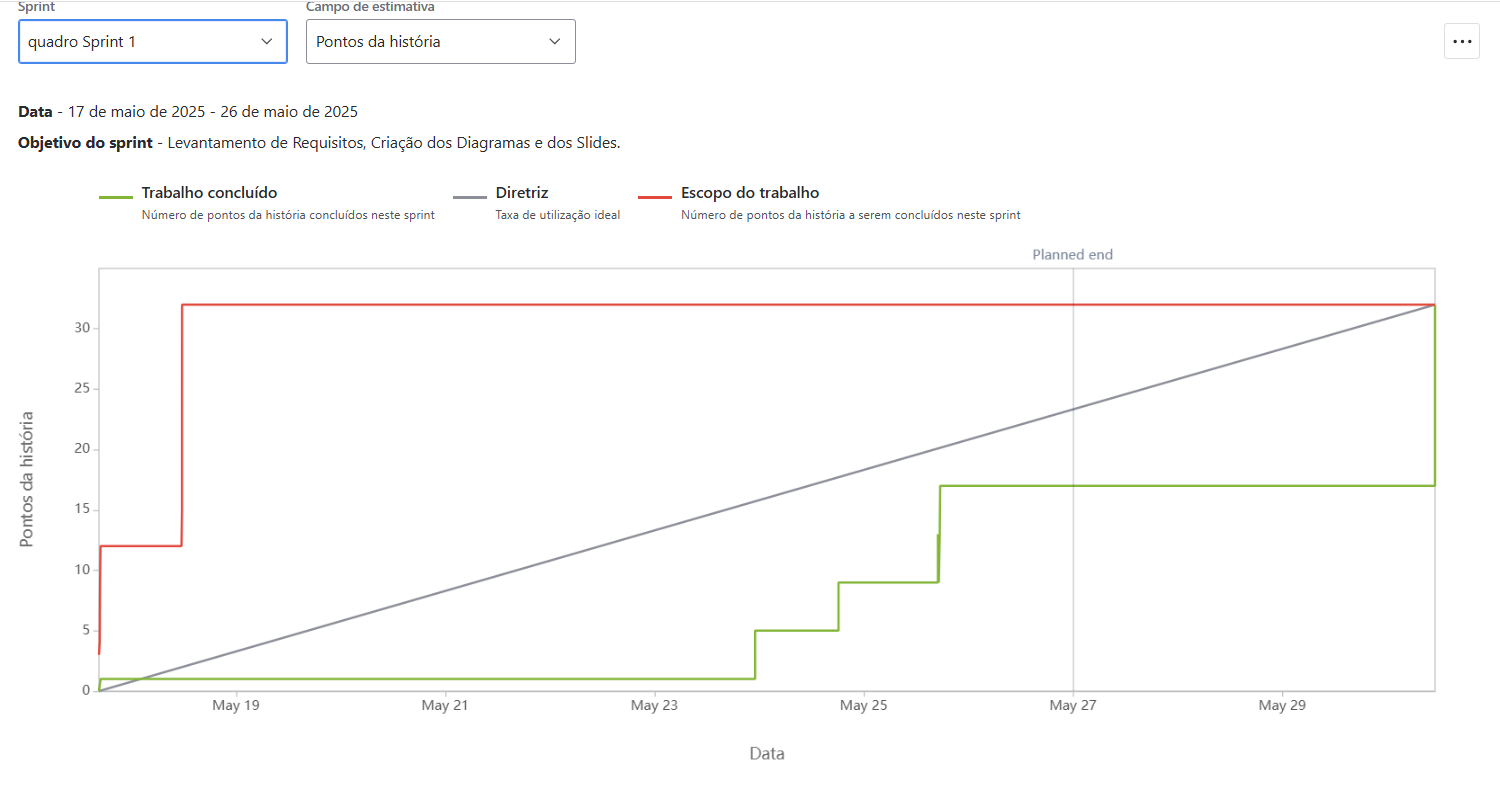 Sprint
Campo de estimativa
quadro Sprint 1
Pontos da história
Data - 17 de maio de 2025 - 26 de maio de 2025
Objetivo do sprint - Levantamento de Requisitos, Criação dos Diagramas e dos Slides.
Trabalho concluído
Número de pontos da história concluídos neste sprint
Diretriz
Taxa de utilização ideal
Escopo do trabalho
Número de pontos da história a serem concluídos neste sprint
Planned end
Pontos da história
30
25
20
15
10
5
0
May 19
May 21
May 23
May 25
May 27
May 29
Data